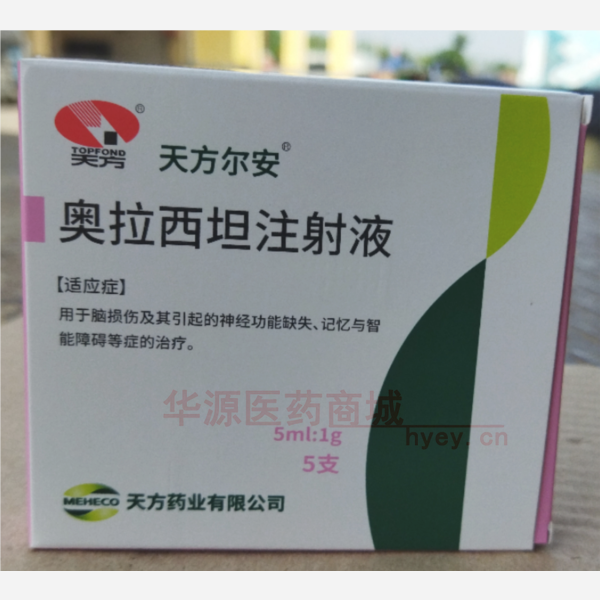 TOPFOND®
天方
天方尔安®
奥拉西坦注射液
【适应症】
用于脑损伤及其引起的神经功能缺失、记忆与智
能障碍等症的治疗。
华源医药商城
hyey.cn
5ml:1g
5支
MEHECO 天方药业有限公司